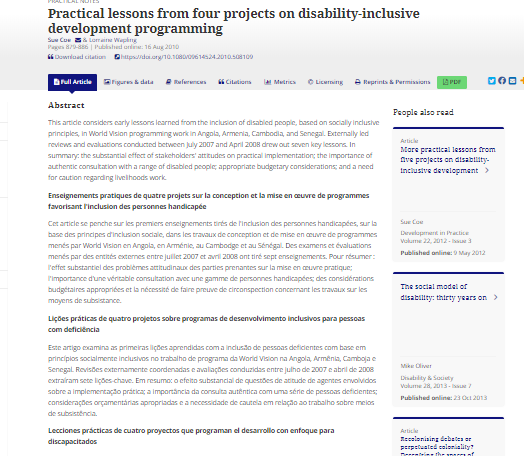 PRACTICAL NOTES
Practical lessons from four projects on disability-inclusive
development programming
Sue Coe & Lorraine Wapling
Pages 879-886 | Published online: 16 Aug 2010
Download citation https://doi.org/10.1080/09614524.2010.508109
Full Article Figures & data References Citations Metrics Licensing Reprints & Permissions PDF
Abstract
This article considers early lessons learned from the inclusion of disabled people, based on socially inclusive
principles, in World Vision programming work in Angola, Armenia, Cambodia, and Senegal. Externally led
reviews and evaluations conducted between July 2007 and April 2008 drew out seven key lessons. In
summary: the substantial effect of stakeholders' attitudes on practical implementation; the importance of
authentic consultation with a range of disabled people; appropriate budgetary considerations; and a need
for caution regarding livelihoods work.
Enseignements pratiques de quatre projets sur la conception et la mise en œuvre de programmes
favorisant l'inclusion des personnes handicapée
Cet article se penche sur les premiers enseignements tirés de l'inclusion des personnes handicapées, sur la
base des principes d'inclusion sociale, dans les travaux de conception et de mise en œuvre de programmes
menés par World Vision en Angola, en Arménie, au Cambodge et au Sénégal. Des examens et évaluations
menés par des entités externes entre juillet 2007 et avril 2008 ont tiré sept enseignements. Pour résumer :
l'effet substantiel des problèmes attitudinaux des parties prenantes sur la mise en œuvre pratique;
l'importance d'une véritable consultation avec une gamme de personnes handicapées; des considérations
budgétaires appropriées et la nécessité de faire preuve de circonspection concernant les travaux sur les
moyens de subsistance.
Lições práticas de quatro projetos sobre programas de desenvolvimento inclusivos para pessoas
com deficiência
Este artigo examina as primeiras lições aprendidas com a inclusão de pessoas deficientes com base em
princípios socialmente inclusivos no trabalho de programa da World Vision na Angola, Armênia, Camboja e
Senegal. Revisões externamente coordenadas e avaliações conduzidas entre julho de 2007 e abril de 2008
extraíram sete lições-chave. Em resumo: o efeito substancial de questões de atitude de agentes envolvidos
sobre a implementação prática; a importância da consulta autêntica com uma série de pessoas deficientes;
considerações orçamentárias apropriadas e a necessidade de cautela em relação ao trabalho sobre meios
de subsistência.
Lecciones prácticas de cuatro proyectos que programan el desarrollo con enfoque para
discapacitados
People also read
Article
More practical lessons from
five projects on disability-
inclusive development
Sue Coe
Development in Practice
Volume 22, 2012 - Issue 3
Published online: 9 May 2012
The social model of
disability: thirty years on
Mike Oliver
Disability & Society
Volume 28, 2013 - Issue 7
Published online: 23 Oct 2013
Article
Decolonising debates or
perpetuated coloniality?